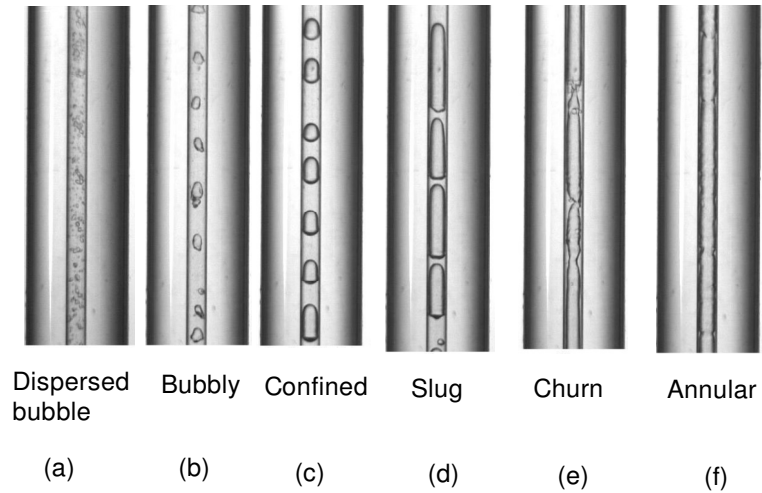 Dispersed bubble
Bubbly
Confined
Slug
Churn
Annular
(a)
(b)
(c)
(d)
(e)
(f)